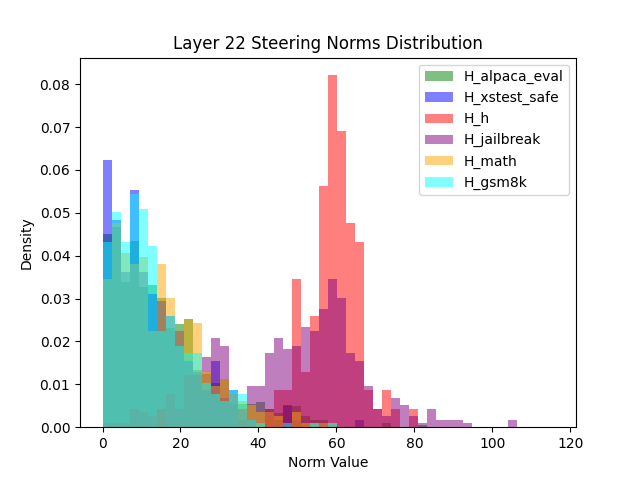 Layer 22 Steering Norms Distribution
H_alpaca_eval
H_xstest_safe
H_h
H_jailbreak
H_math
H_gsm8k
0.08
0.07
0.06
0.05
0.04
0.03
0.02
0.01
0.00
Density
0 20 40 60 80 100 120
Norm Value